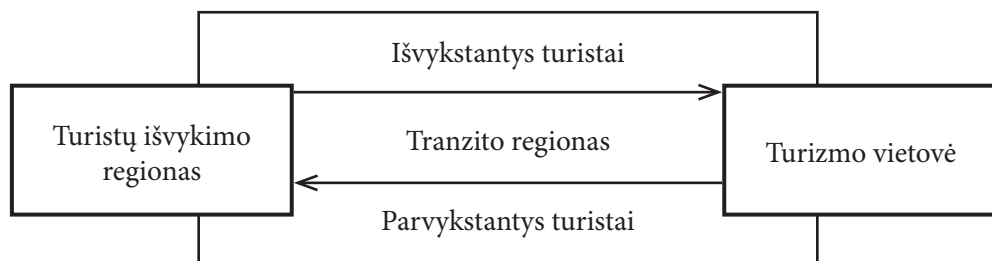 Išvykstantys turistai
Turistų išvykimo
regionas
Tranzito regionas
Turizmo vietovė
Parvykstantys turistai